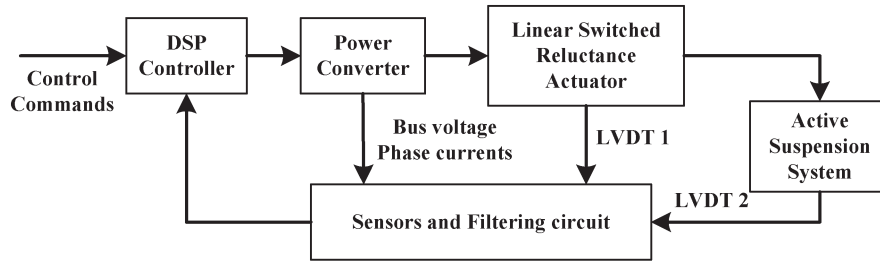 Control
Commands
DSP
Controller
Power
Converter
Linear Switched
Reluctance
Actuator
Bus voltage
Phase currents
LVDT 1
Active
Suspension
System
LVDT 2
Sensors and Filtering circuit